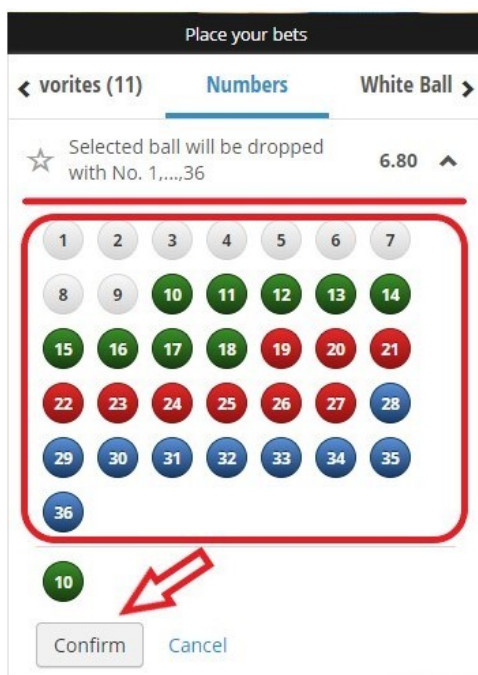 Place your bets
vorites (11) Numbers White Ball
Selected ball will be dropped 6.80
with No. 1,...,36
1 2 3 4 5 6 7
8 9 10 11 12 13 14
15 16 17 18 19 20 21
22 23 24 25 26 27 28
29 30 31 32 33 34 35
36
10
Confirm Cancel